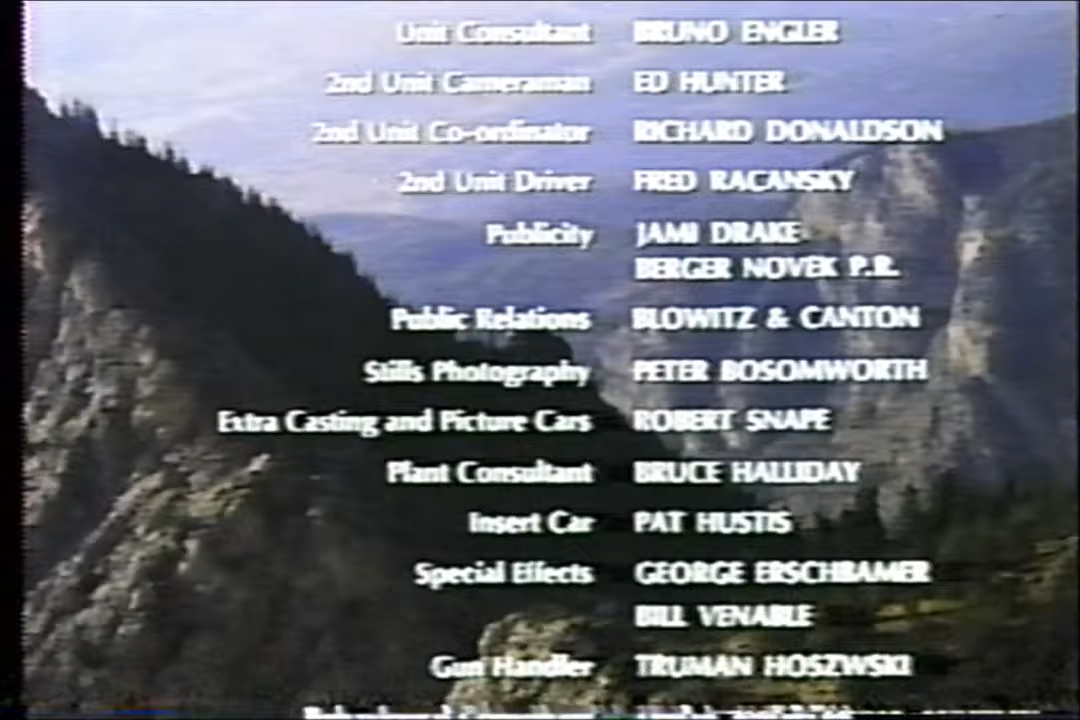 Unit Consultant BRUNO ENGLER
2nd Unit Cameraman ED HUNTER
2nd Unit Co-ordinator RICHARD DONALDSON
2nd Unit Driver FRED RACANSKY
Publicity JAMI DRAKE
BERGER NOVEK P.R.
Public Relations BLOWITZ & CANTON
Stills Photography PETER BOSOMWORTH
Extra Casting and Picture Cars ROBERT SNAPE
Plant Consultant BRUCE HALLIDAY
Insert Car PAT HUSTIS
Special Effects GEORGE ERSCHBAMER
BILL VENABLE
Gun Handler TRUMAN HOSZWSKI